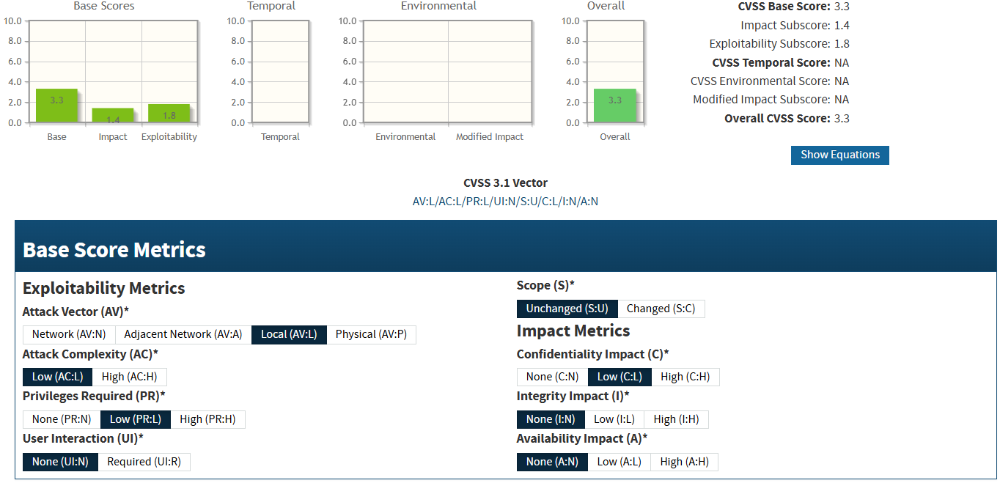 Base Scores
10.0
8.0
6.0
4.0
2.0
0.0
3.3
1.4
1.8
Base Impact Exploitability
Temporal
10.0
8.0
6.0
4.0
2.0
0.0
Temporal
Environmental
10.0
8.0
6.0
4.0
2.0
0.0
Environmental Modified Impact
Overall
10.0
8.0
6.0
4.0
2.0
0.0
3.3
Overall
CVSS Base Score: 3.3
Impact Subscore: 1.4
Exploitability Subscore: 1.8
CVSS Temporal Score: NA
CVSS Environmental Score: NA
Modified Impact Subscore: NA
Overall CVSS Score: 3.3
Show Equations
CVSS 3.1 Vector
AV:L/AC:L/PR:L/UI:N/S:U/C:L/I:N/A:N
Base Score Metrics
Exploitability Metrics
Attack Vector (AV)*
Network (AV:N) Adjacent Network (AV:A) Local (AV:L) Physical (AV:P)
Attack Complexity (AC)*
Low (AC:L) High (AC:H)
Privileges Required (PR)*
None (PR:N) Low (PR:L) High (PR:H)
User Interaction (UI)*
None (UI:N) Required (UI:R)
Scope (S)*
Unchanged (S:U) Changed (S:C)
Impact Metrics
Confidentiality Impact (C)*
None (C:N) Low (C:L) High (C:H)
Integrity Impact (I)*
None (I:N) Low (I:L) High (I:H)
Availability Impact (A)*
None (A:N) Low (A:L) High (A:H)